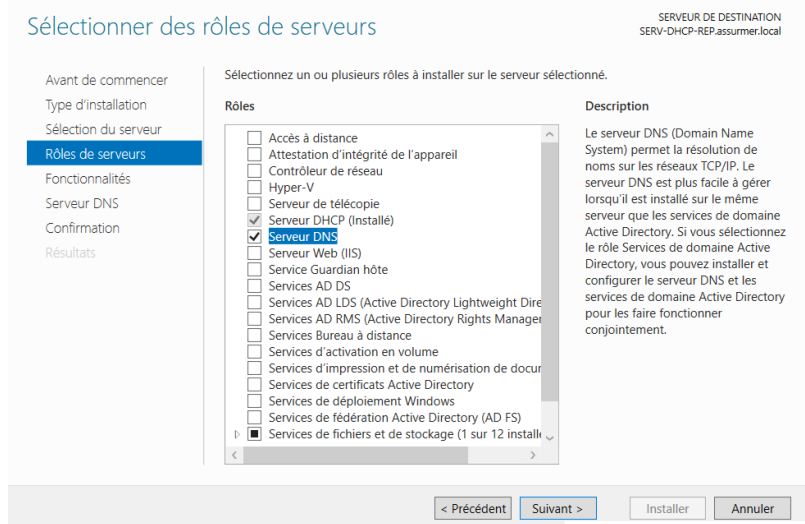 Sélectionner des rôles de serveurs
SERVEUR DE DESTINATION
SERV-DHCP-REP.assurmer.local
Avant de commencer
Type d'installation
Sélection du serveur
Rôles de serveurs
Fonctionnalités
Serveur DNS
Confirmation
Résultats
Sélectionnez un ou plusieurs rôles à installer sur le serveur sélectionné.
Rôles
Accès à distance
Attestation d'intégrité de l'appareil
Contrôleur de réseau
Hyper-V
Serveur de télécopie
Serveur DHCP (Installé)
Serveur DNS
Serveur Web (IIS)
Service Guardian hôte
Services AD DS
Services AD LDS (Active Directory Lightweight Dire
Services AD RMS (Active Directory Rights Manager
Services Bureau à distance
Services d'activation en volume
Services d'impression et de numérisation de docur
Services de certificats Active Directory
Services de déploiement Windows
Services de fédération Active Directory (AD FS)
Services de fichiers et de stockage (1 sur 12 installé
Description
Le serveur DNS (Domain Name
System) permet la résolution de
noms sur les réseaux TCP/IP. Le
serveur DNS est plus facile à gérer
lorsqu'il est installé sur le même
serveur que les services de domaine
Active Directory. Si vous sélectionnez
le rôle Services de domaine Active
Directory, vous pouvez installer et
configurer le serveur DNS et les
services de domaine Active Directory
pour les faire fonctionner
conjointement.
< Précédent
Suivant >
Installer
Annuler